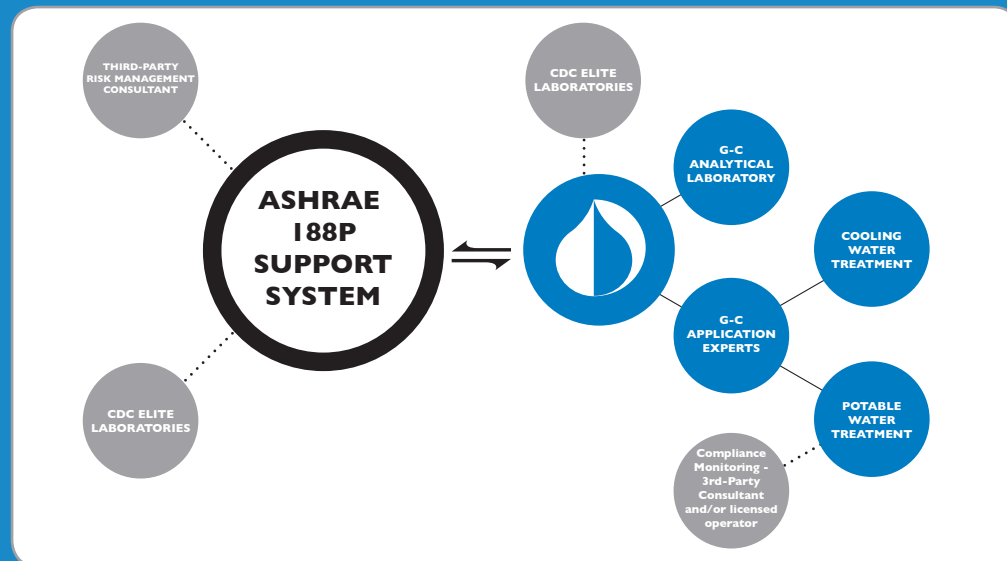 THIRD-PARTY
RISK MANAGEMENT
CONSULTANT
ASHRAE
188P
SUPPORT
SYSTEM
CDC ELITE
LABORATORIES
CDC ELITE
LABORATORIES
G-C
ANALYTICAL
LABORATORY
COOLING
WATER
TREATMENT
G-C
APPLICATION
EXPERTS
POTABLE
WATER
TREATMENT
Compliance
Monitoring -
3rd-Party
Consultant
and/or licensed
operator